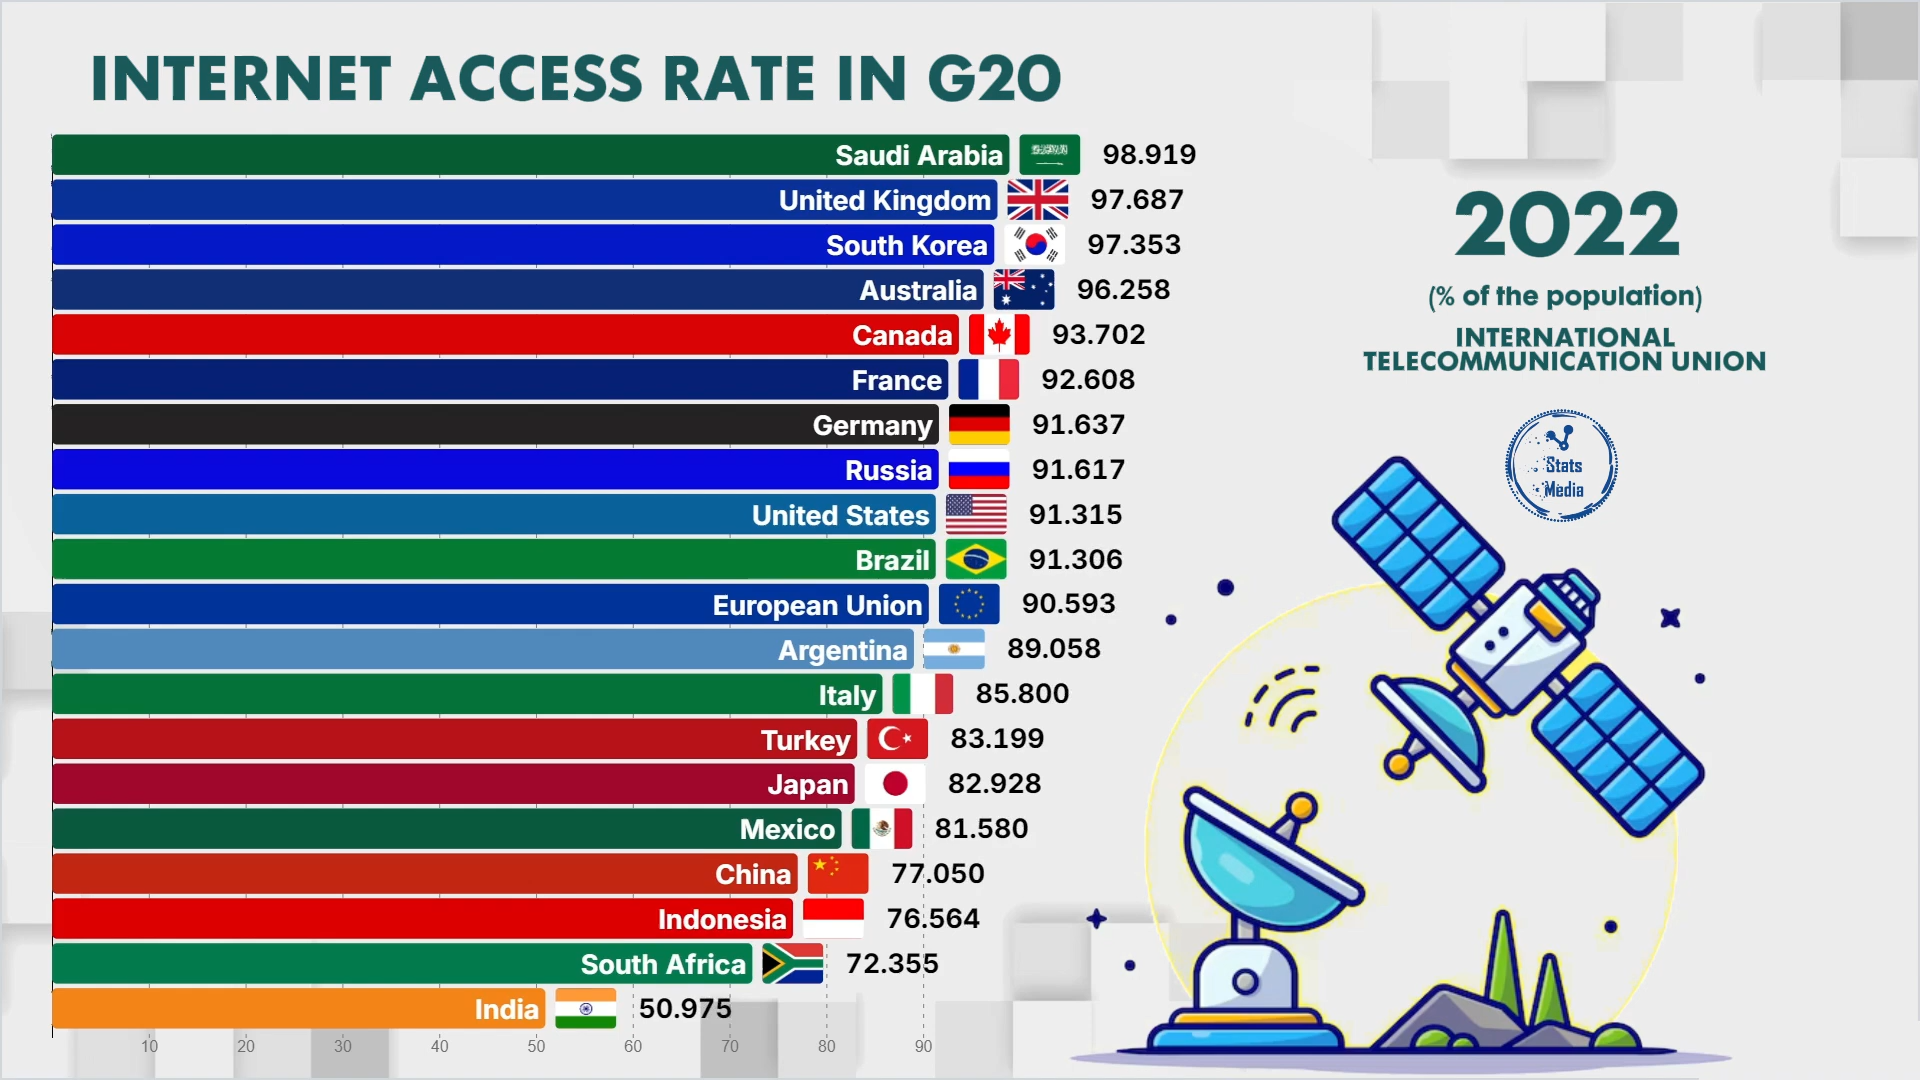 INTERNET ACCESS RATE IN G20
Saudi Arabia 98.919
United Kingdom 97.687
South Korea 97.353
Australia 96.258
Canada 93.702
France 92.608
Germany 91.637
Russia 91.617
United States 91.315
Brazil 91.306
European Union 90.593
Argentina 89.058
Italy 85.800
Turkey 83.199
Japan 82.928
Mexico 81.580
China 77.050
Indonesia 76.564
South Africa 72.355
India 50.975
10 20 30 40 50 60 70 80 90
2022
(% of the population)
INTERNATIONAL
TELECOMMUNICATION UNION
Stats
Media